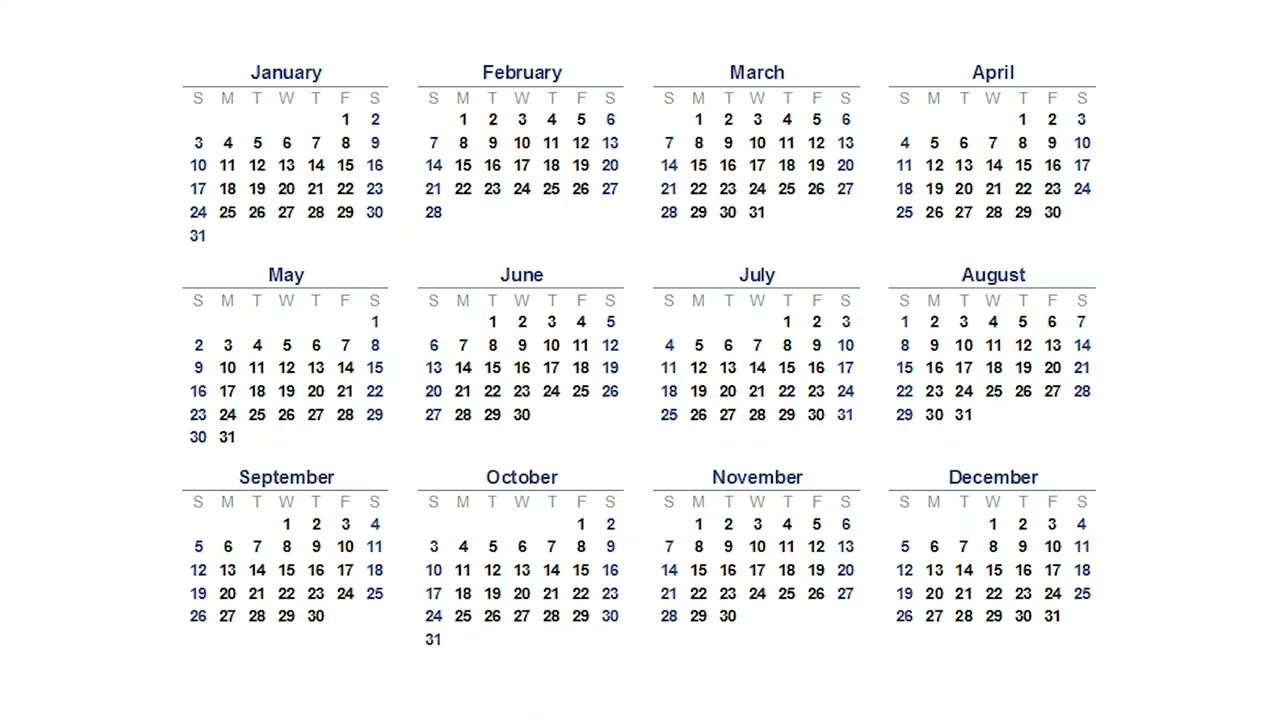 January February March April
S M T W T F S S M T W T F S S M T W T F S S M T W T F S
1 2 1 2 3 4 5 6 1 2 3 4 5 6 1 2 3
3 4 5 6 7 8 9 7 8 9 10 11 12 13 7 8 9 10 11 12 13 4 5 6 7 8 9 10
10 11 12 13 14 15 16 14 15 16 17 18 19 20 14 15 16 17 18 19 20 11 12 13 14 15 16 17
17 18 19 20 21 22 23 21 22 23 24 25 26 27 21 22 23 24 25 26 27 18 19 20 21 22 23 24
24 25 26 27 28 29 30 28 28 29 30 31 25 26 27 28 29 30
31
May June July August
S M T W T F S S M T W T F S S M T W T F S S M T W T F S
1 1 2 3 4 5 1 2 3 1 2 3 4 5 6 7
2 3 4 5 6 7 8 6 7 8 9 10 11 12 4 5 6 7 8 9 10 8 9 10 11 12 13 14
9 10 11 12 13 14 15 13 14 15 16 17 18 19 11 12 13 14 15 16 17 15 16 17 18 19 20 21
16 17 18 19 20 21 22 20 21 22 23 24 25 26 18 19 20 21 22 23 24 22 23 24 25 26 27 28
23 24 25 26 27 28 29 27 28 29 30 25 26 27 28 29 30 31 29 30 31
30 31
September October November December
S M T W T F S S M T W T F S S M T W T F S S M T W T F S
1 2 3 4 1 2 1 2 3 4 5 6 1 2 3 4
5 6 7 8 9 10 11 3 4 5 6 7 8 9 7 8 9 10 11 12 13 5 6 7 8 9 10 11
12 13 14 15 16 17 18 10 11 12 13 14 15 16 14 15 16 17 18 19 20 12 13 14 15 16 17 18
19 20 21 22 23 24 25 17 18 19 20 21 22 23 21 22 23 24 25 26 27 19 20 21 22 23 24 25
26 27 28 29 30 24 25 26 27 28 29 30 28 29 30 26 27 28 29 30 31
31